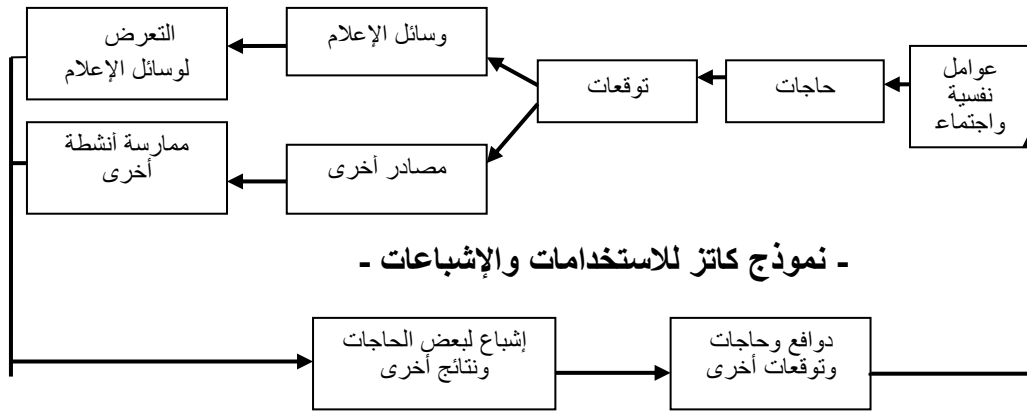 عوامل
نفسية
واجتماع
حاجات
توقعات
وسائل الإعلام
التعرض
لوسائل الإعلام
مصادر أخرى
ممارسة أنشطة
أخرى
- نموذج كاتز للاستخدامات والإشباعات -
إشباع لبعض الحاجات
ونتائج أخرى
دوافع وحاجات
وتوقعات أخرى